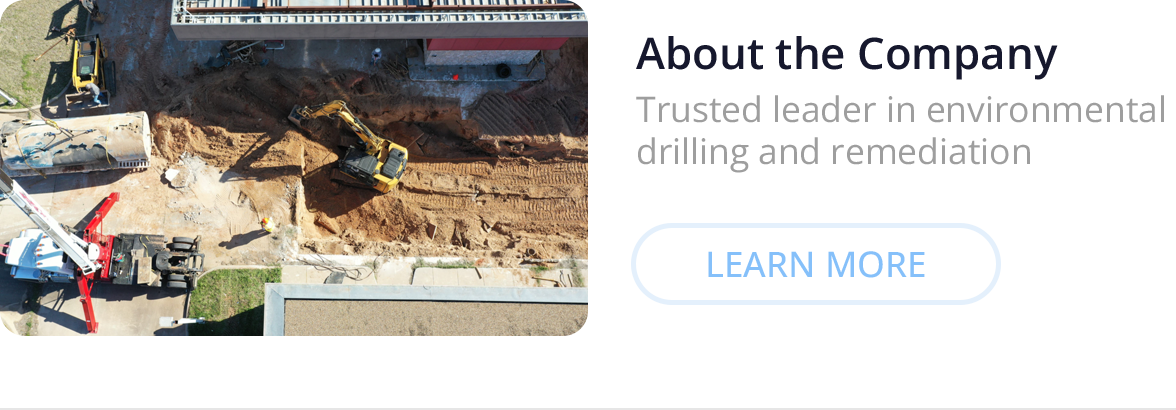 About the Company
Trusted leader in environmental
drilling and remediation
LEARN MORE